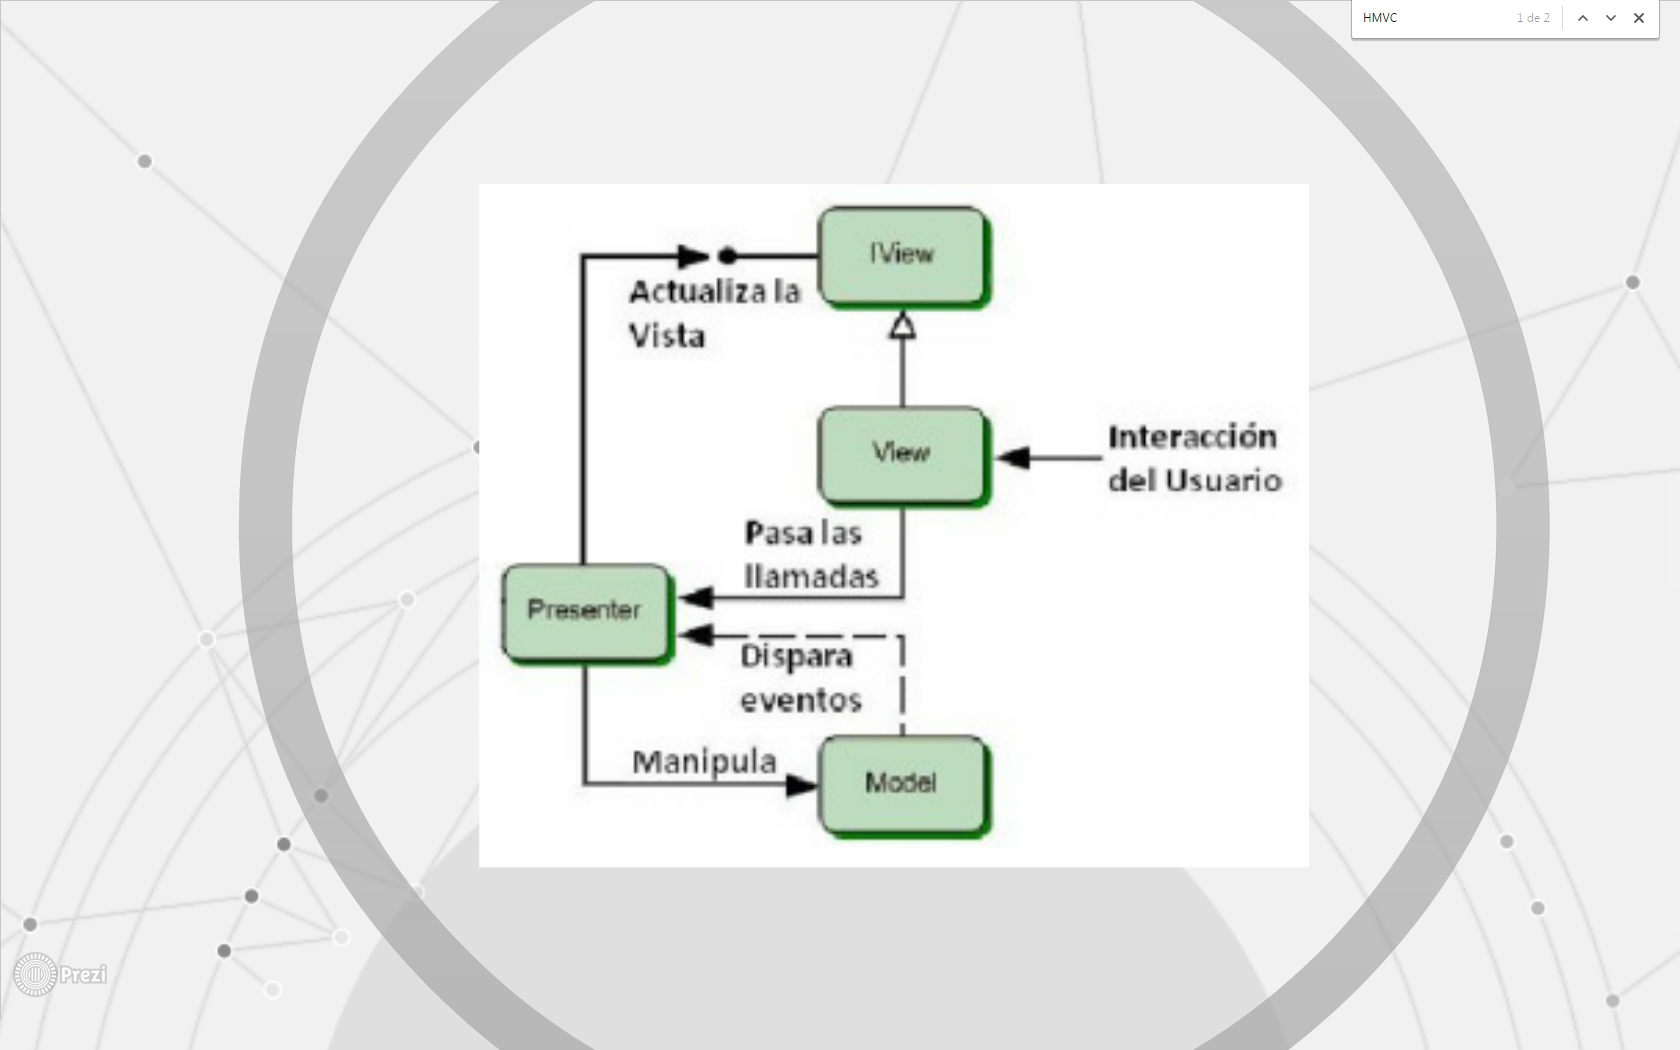 HMVC 1 de 2
IView
Actualiza la
Vista
View
Interacción
del Usuario
Pasa las
llamadas
Presenter
Dispara
eventos
Manipula
Model
Prezi